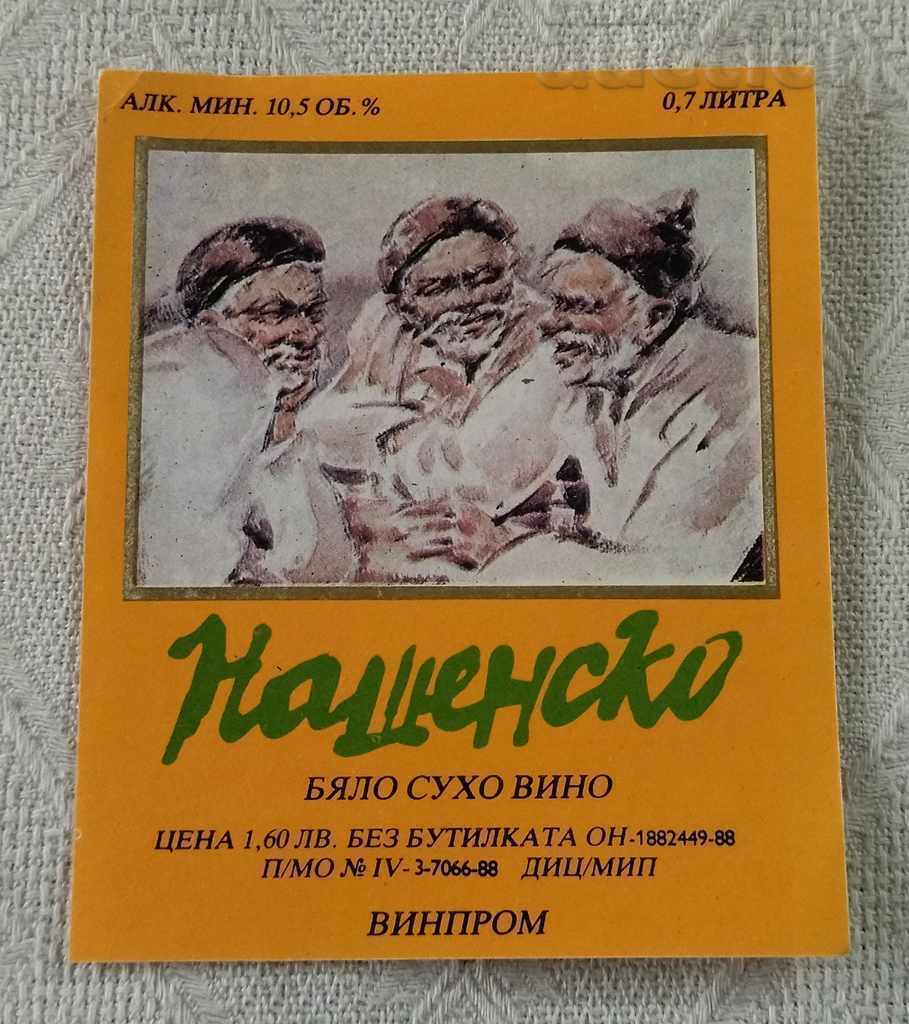 АЛК. МИН. 10,5 ОБ. % 0,7 ЛИТРА
Нашенско
БЯЛО СУХО ВИНО
ЦЕНА 1,60 ЛВ. БЕЗ БУТИЛКАТА ОН-1882449-88
П/МО № IV- 3-7066-88 ДИЦ/МИП
ВИНПРОМ